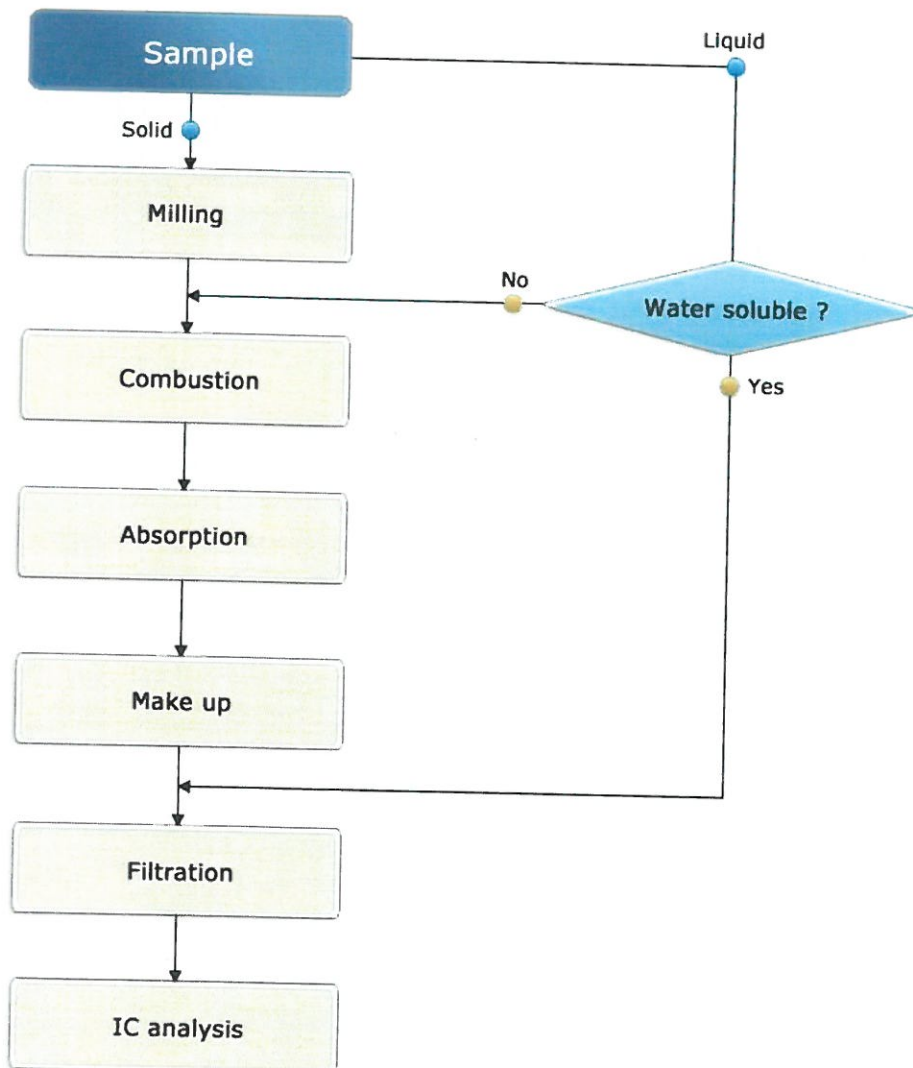 Sample
Liquid
Solid
Milling
No
Water soluble ?
Combustion
Yes
Absorption
Make up
Filtration
IC analysis